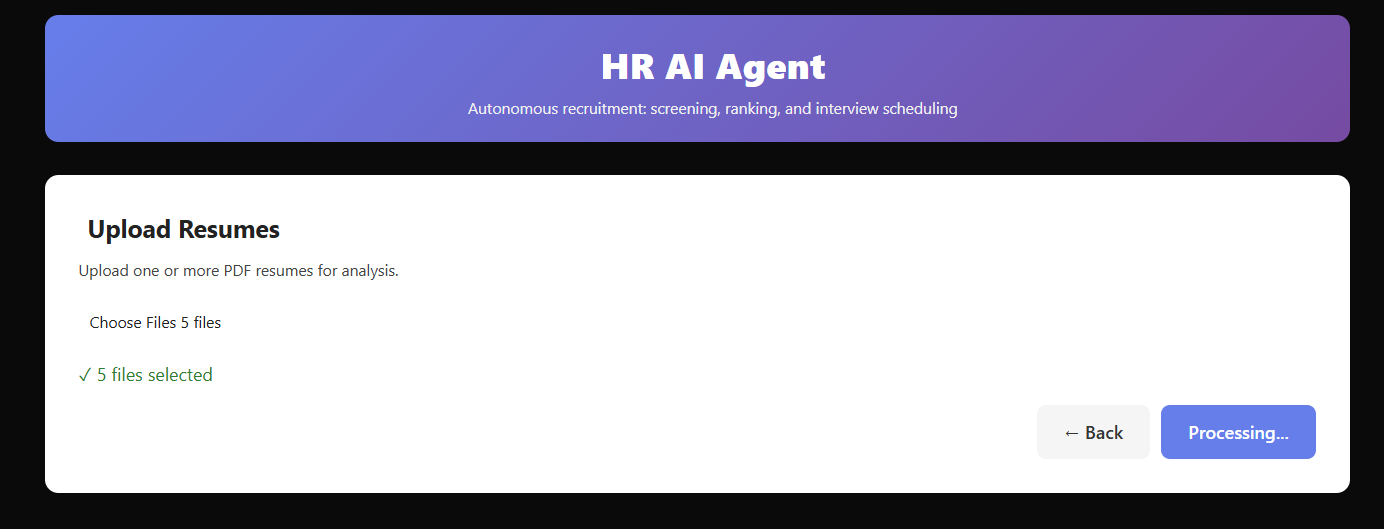 HR AI Agent
Autonomous recruitment: screening, ranking, and interview scheduling
Upload Resumes
Upload one or more PDF resumes for analysis.
Choose Files 5 files
✓ 5 files selected
← Back
Processing...